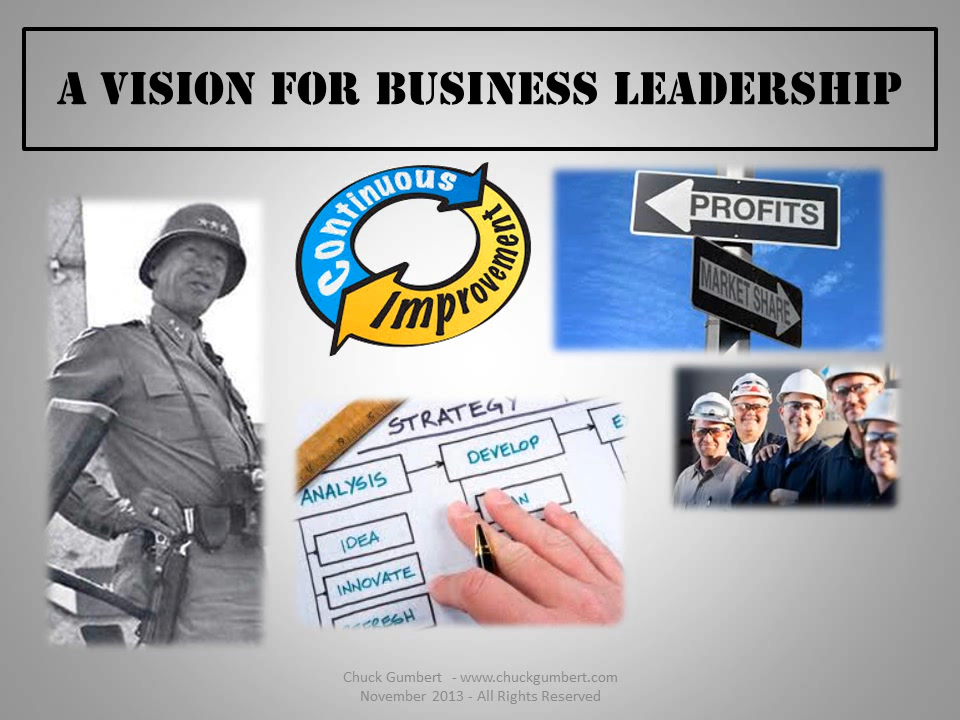 A VISION FOR BUSINESS LEADERSHIP
Continuous
Improvement
PROFITS
MARKET SHARE
STRATEGY
ANALYSIS
DEVELOP
IDEA
INNOVATE
Chuck Gumbert - www.chuckgumbert.com
November 2013 - All Rights Reserved